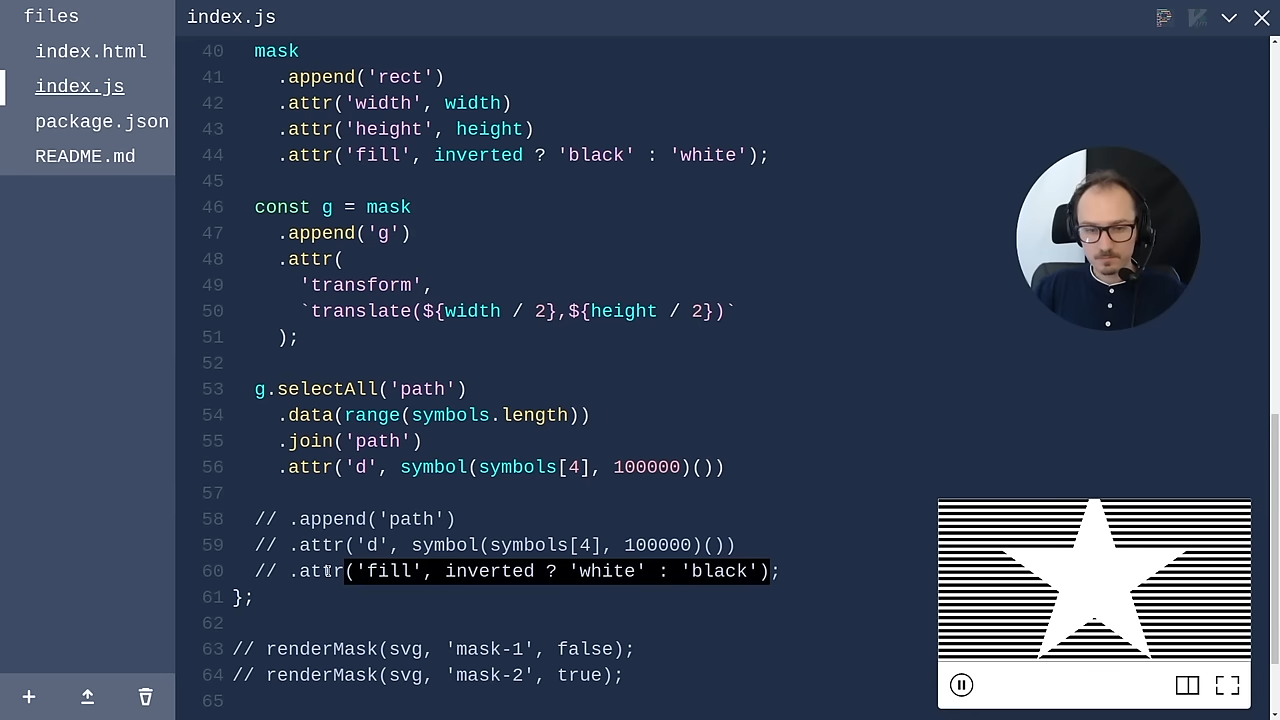 files
index.html
index.js
package.json
README.md
index.js
40 mask
41 .append('rect')
42 .attr('width', width)
43 .attr('height', height)
44 .attr('fill', inverted ? 'black' : 'white');
45
46 const g = mask
47 .append('g')
48 .attr(
49 'transform',
50 `translate(${width / 2},${height / 2})`
51 );
52
53 g.selectAll('path')
54 .data(range(symbols.length))
55 .join('path')
56 .attr('d', symbol(symbols[4], 100000)())
57
58 // .append('path')
59 // .attr('d', symbol(symbols[4], 100000)())
60 // .attr('fill', inverted ? 'white' : 'black');
61 };
62
63 // renderMask(svg, 'mask-1', false);
64 // renderMask(svg, 'mask-2', true);
65